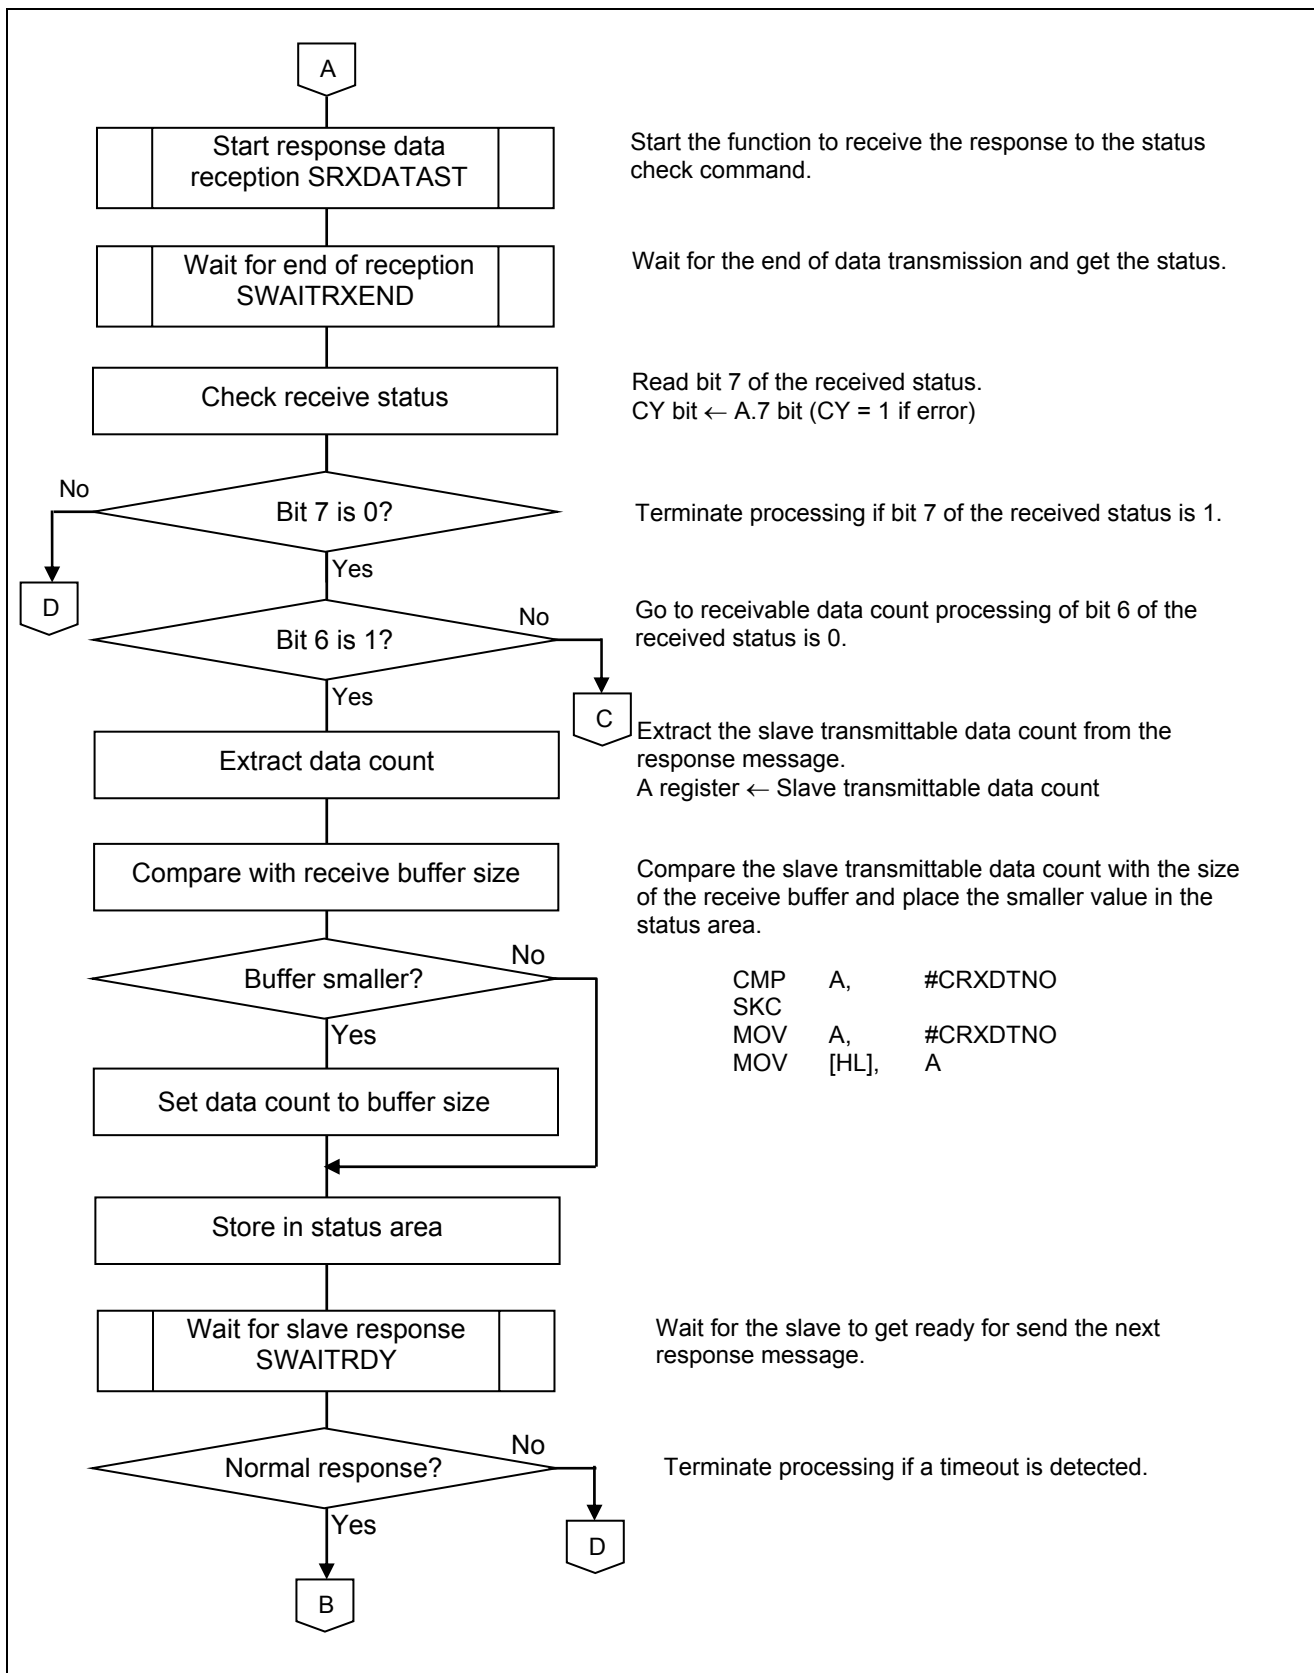 A
Start response data
reception SRXDATAST
Start the function to receive the response to the status
check command.
Wait for end of reception
SWAITRXEND
Wait for the end of data transmission and get the status.
Check receive status
Read bit 7 of the received status.
CY bit ← A.7 bit (CY = 1 if error)
No
Bit 7 is 0?
Terminate processing if bit 7 of the received status is 1.
Yes
D
No
Bit 6 is 1?
Go to receivable data count processing of bit 6 of the
received status is 0.
Yes
C
Extract data count
Extract the slave transmittable data count from the
response message.
A register ← Slave transmittable data count
Compare with receive buffer size
Compare the slave transmittable data count with the size
of the receive buffer and place the smaller value in the
status area.
No
Buffer smaller?
Yes
CMP A, #CRXDTNO
SKC
MOV A, #CRXDTNO
MOV [HL], A
Set data count to buffer size
Store in status area
Wait for slave response
SWAITRDY
Wait for the slave to get ready for send the next
response message.
No
Normal response?
Terminate processing if a timeout is detected.
Yes
D
B